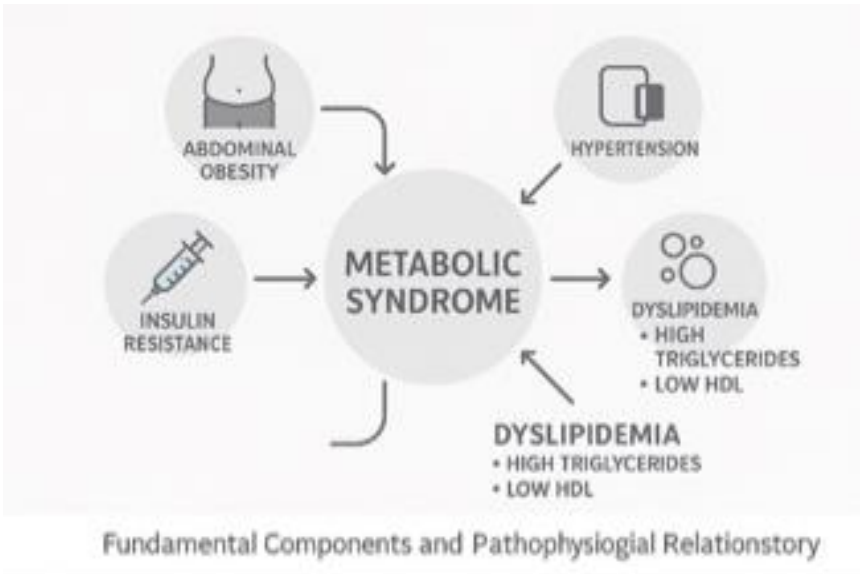 ABDOMINAL
OBESITY
HYPERTENSION
INSULIN
RESISTANCE
METABOLIC
SYNDROME
DYSLIPIDEMIA
• HIGH
TRIGLYCERIDES
• LOW HDL
DYSLIPIDEMIA
• HIGH TRIGLYCERIDES
• LOW HDL
Fundamental Components and Pathophysiogial Relationstory